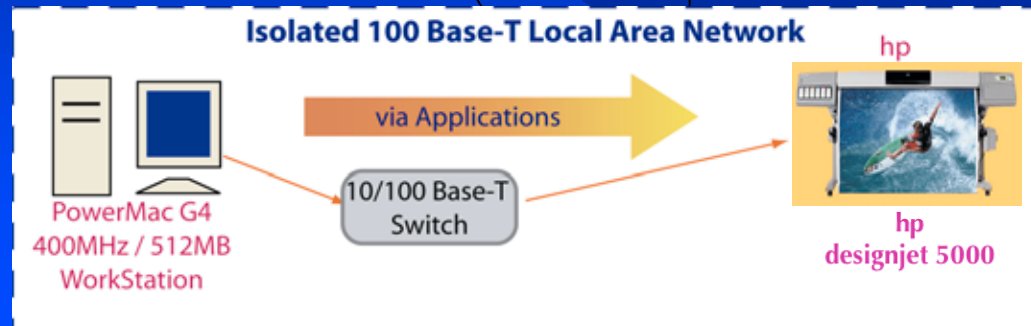 Isolated 100 Base-T Local Area Network
hp
via Applications
10/100 Base-T
Switch
PowerMac G4
400MHz / 512MB
WorkStation
hp
designjet 5000